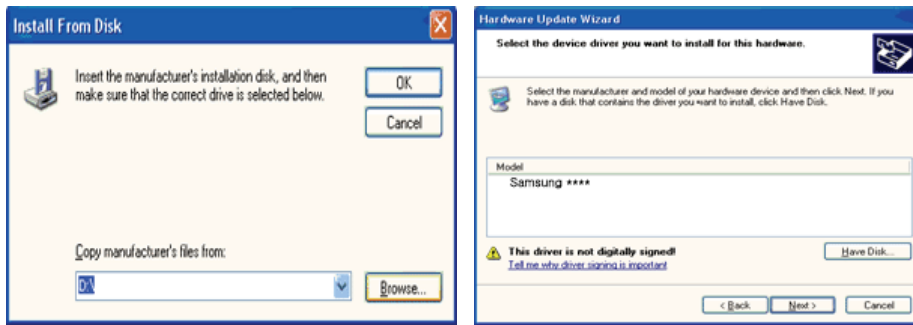 Install From Disk
Insert the manufacturer's installation disk, and then
make sure that the correct drive is selected below.
OK
Cancel
Copy manufacturer's files from:
D:\
Browse...
Hardware Update Wizard
Select the device driver you want to install for this hardware.
Select the manufacturer and model of your hardware device and then click Next. If you
have a disk that contains the driver you want to install, click Have Disk.
Model
Samsung ****
This driver is not digitally signed!
Tell me why driver signing is important
Have Disk...
< Back
Next >
Cancel